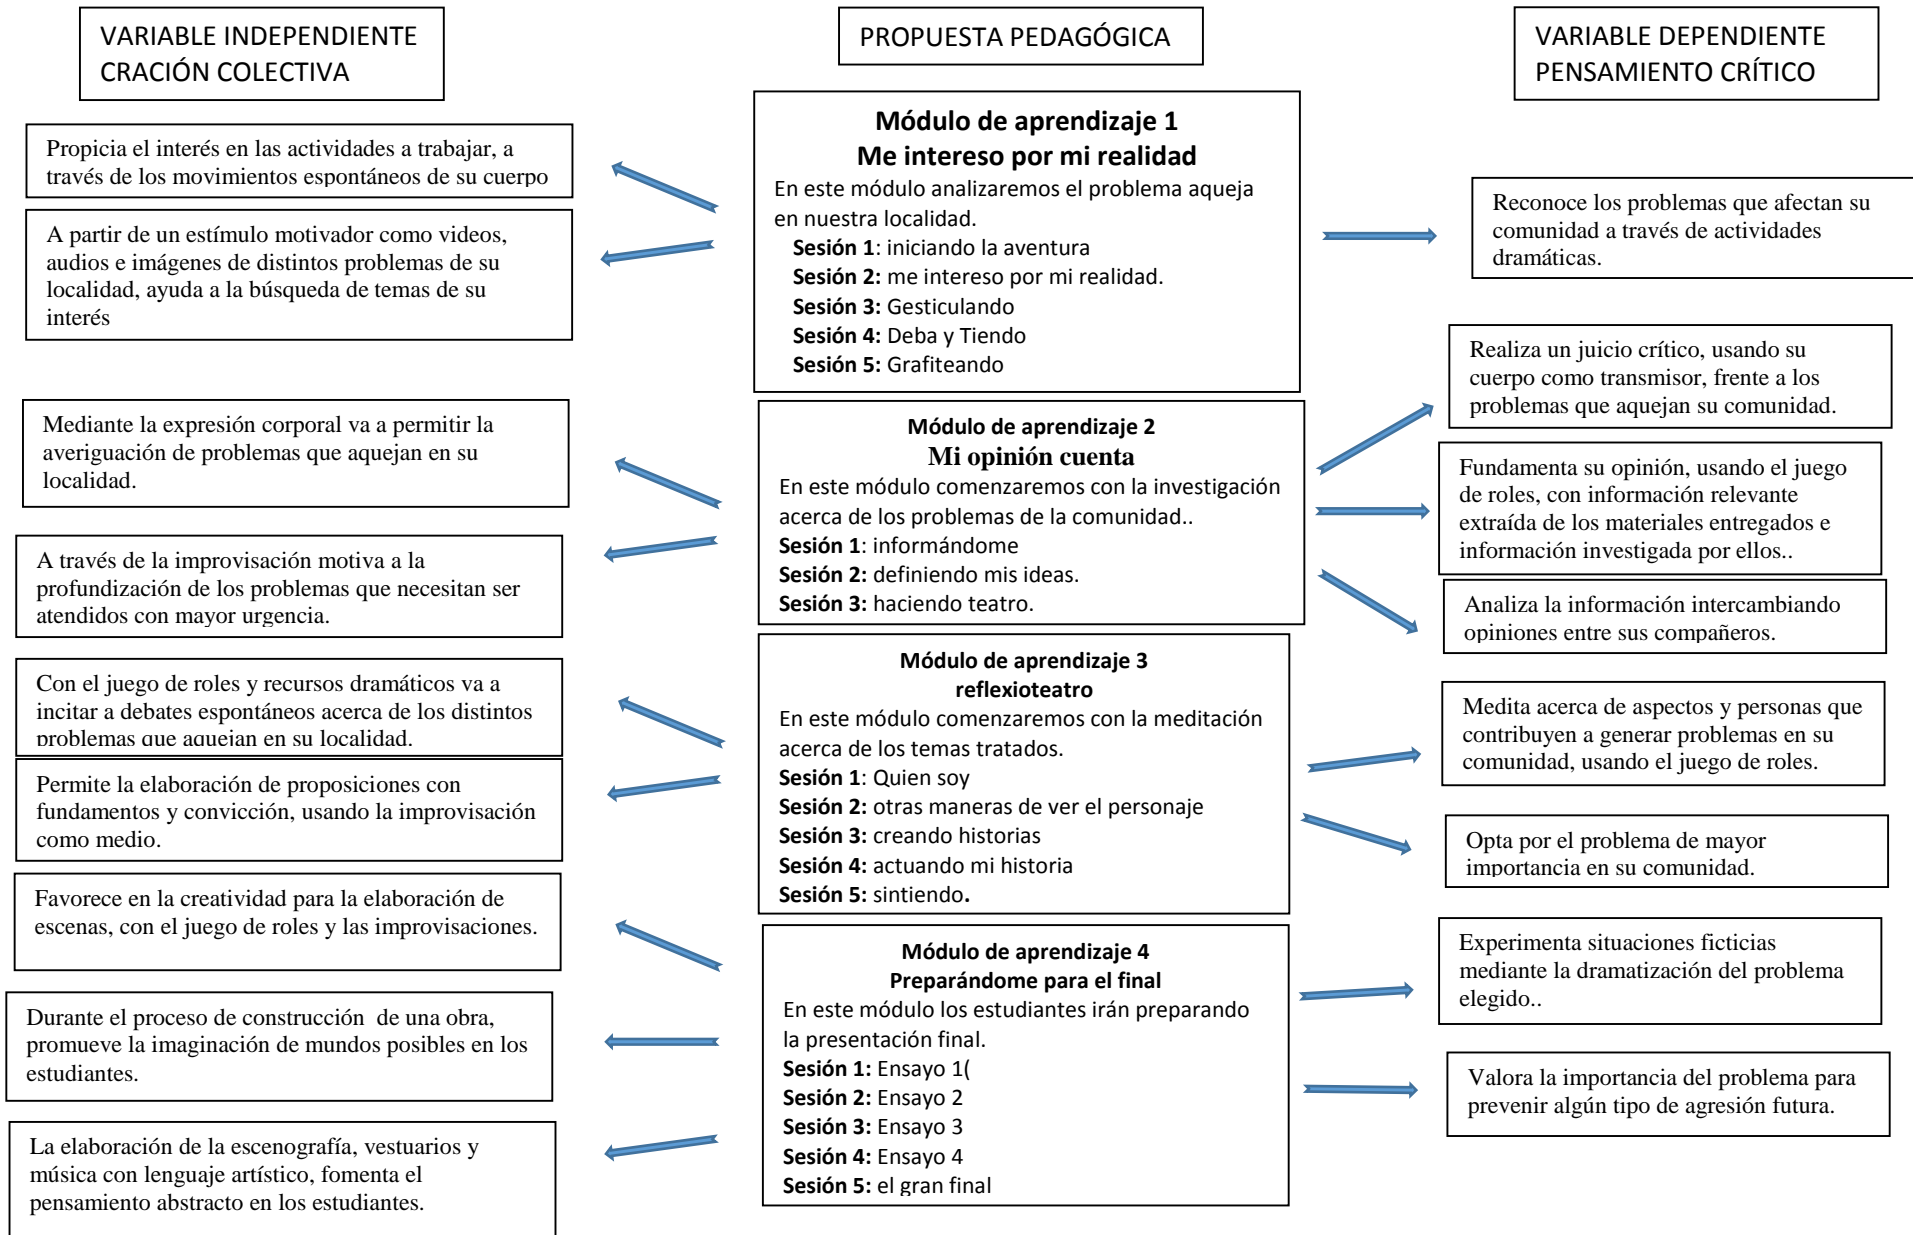 VARIABLE INDEPENDIENTE
CRACIÓN COLECTIVA
Propicia el interés en las actividades a trabajar, a
través de los movimientos espontáneos de su cuerpo
A partir de un estímulo motivador como videos,
audios e imágenes de distintos problemas de su
localidad, ayuda a la búsqueda de temas de su
interés
Mediante la expresión corporal va a permitir la
averiguación de problemas que aquejan en su
localidad.
A través de la improvisación motiva a la
profundización de los problemas que necesitan ser
atendidos con mayor urgencia.
Con el juego de roles y recursos dramáticos va a
incitar a debates espontáneos acerca de los distintos
problemas que aquejan en su localidad.
Permite la elaboración de proposiciones con
fundamentos y convicción, usando la improvisación
como medio.
Favorece en la creatividad para la elaboración de
escenas, con el juego de roles y las improvisaciones.
Durante el proceso de construcción  de una obra,
promueve la imaginación de mundos posibles en los
estudiantes.
La elaboración de la escenografía, vestuarios y
música con lenguaje artístico, fomenta el
pensamiento abstracto en los estudiantes.
PROPUESTA PEDAGÓGICA
Módulo de aprendizaje 1
Me intereso por mi realidad
En este módulo analizaremos el problema aqueja
en nuestra localidad.
Sesión 1: iniciando la aventura
Sesión 2: me intereso por mi realidad.
Sesión 3: Gesticulando
Sesión 4: Deba y Tiendo
Sesión 5: Grafiteando
Módulo de aprendizaje 2
Mi opinión cuenta
En este módulo comenzaremos con la investigación
acerca de los problemas de la comunidad..
Sesión 1: informándome
Sesión 2: definiendo mis ideas.
Sesión 3: haciendo teatro.
Módulo de aprendizaje 3
reflexioteatro
En este módulo comenzaremos con la meditación
acerca de los temas tratados.
Sesión 1: Quien soy
Sesión 2: otras maneras de ver el personaje
Sesión 3: creando historias
Sesión 4: actuando mi historia
Sesión 5: sintiendo.
Módulo de aprendizaje 4
Preparándome para el final
En este módulo los estudiantes irán preparando
la presentación final.
Sesión 1: Ensayo 1(
Sesión 2: Ensayo 2
Sesión 3: Ensayo 3
Sesión 4: Ensayo 4
Sesión 5: el gran final
VARIABLE DEPENDIENTE
PENSAMIENTO CRÍTICO
Reconoce los problemas que afectan su
comunidad a través de actividades
dramáticas.
Realiza un juicio crítico, usando su
cuerpo como transmisor, frente a los
problemas que aquejan su comunidad.
Fundamenta su opinión, usando el juego
de roles, con información relevante
extraída de los materiales entregados e
información investigada por ellos..
Analiza la información intercambiando
opiniones entre sus compañeros.
Medita acerca de aspectos y personas que
contribuyen a generar problemas en su
comunidad, usando el juego de roles.
Opta por el problema de mayor
importancia en su comunidad.
Experimenta situaciones ficticias
mediante la dramatización del problema
elegido..
Valora la importancia del problema para
prevenir algún tipo de agresión futura.